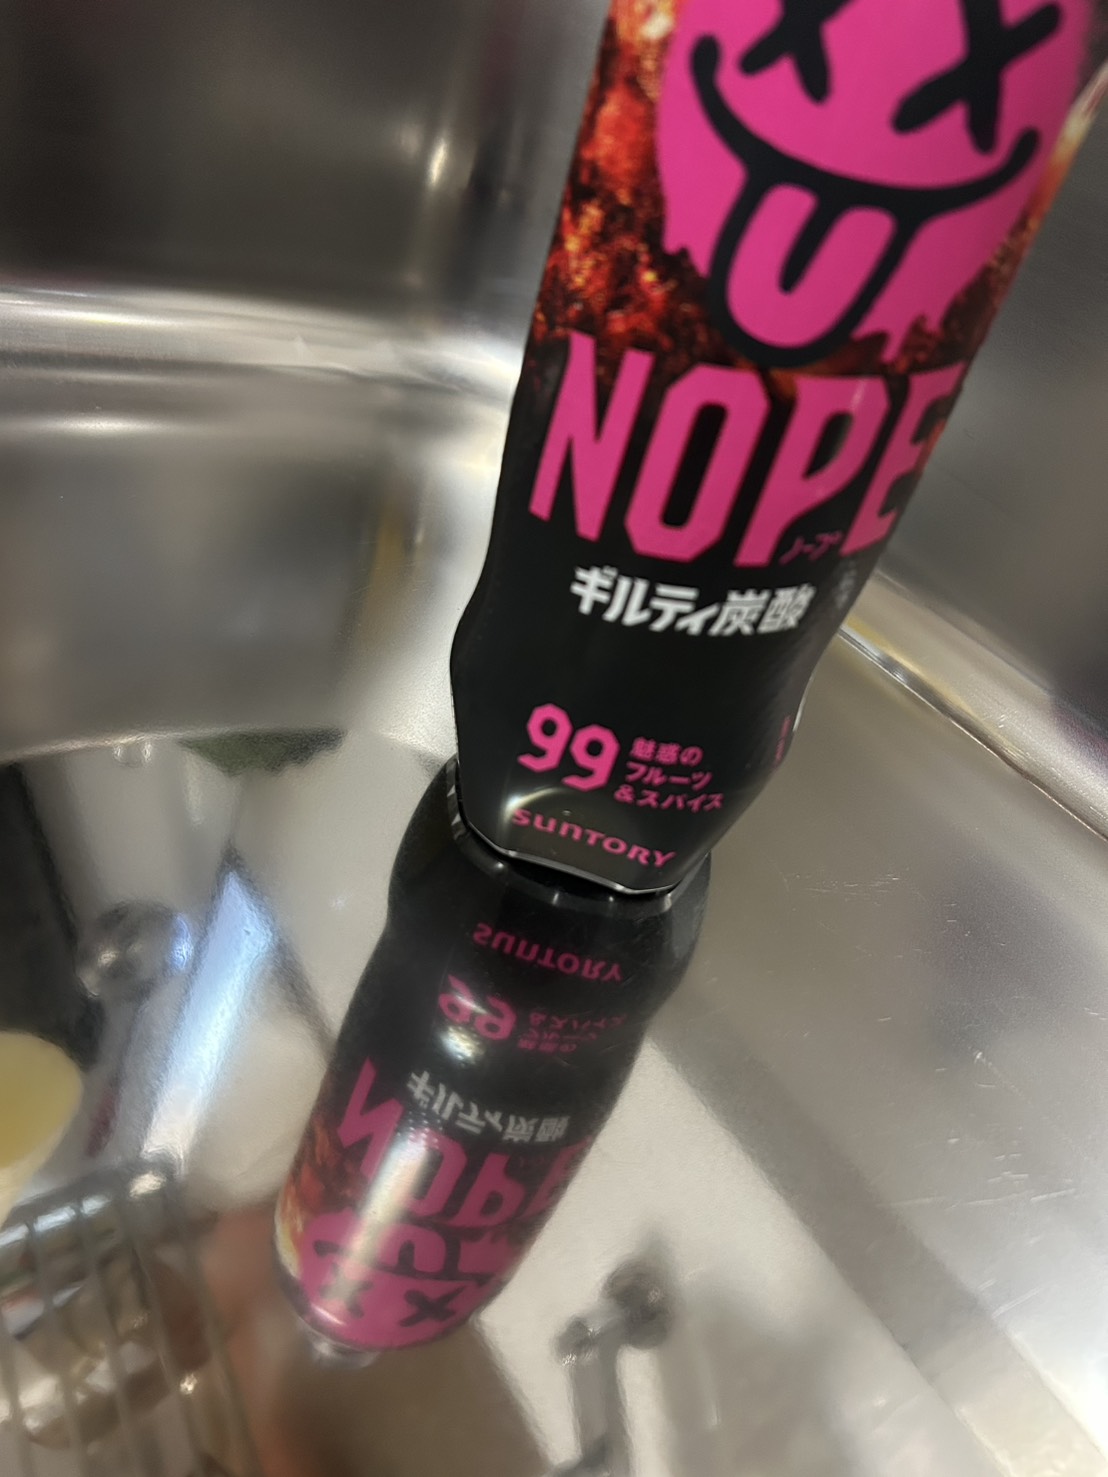 NOPE
ノープ
ギルティ炭酸
99
魅惑の
フルーツ
&スパイス
SUNTORY